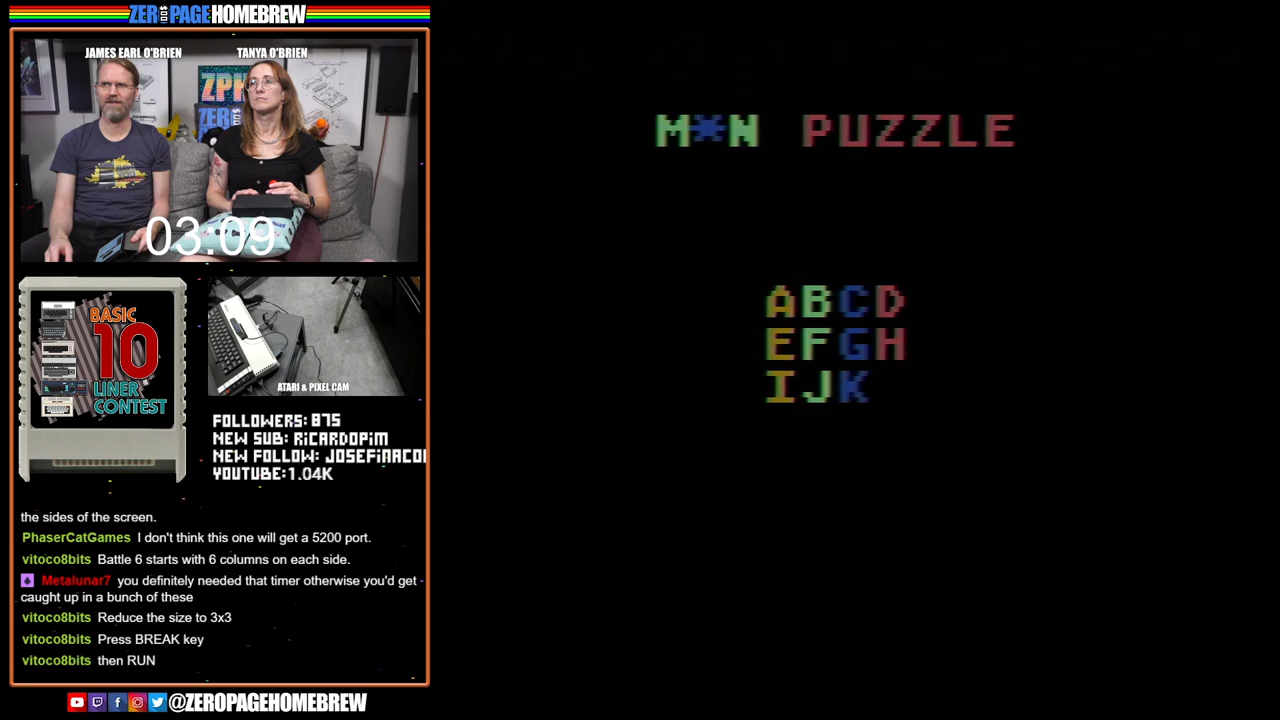 ZEROPAGE HOMEBREW
JAMES EARL O'BRIEN
TANYA O'BRIEN
03:09
BASIC
10
LINER
CONTEST
ATARI & PIXEL CAM
FOLLOWERS: 875
NEW SUB: RICARDOPIM
NEW FOLLOW: JOSEFINACO
YOUTUBE:1.04K
the sides of the screen.
PhaserCatGames I don't think this one will get a 5200 port.
vitoco8bits Battle 6 starts with 6 columns on each side.
Metalunar7 you definitely needed that timer otherwise you'd get
caught up in a bunch of these
vitoco8bits Reduce the size to 3x3
vitoco8bits Press BREAK key
vitoco8bits then RUN
@ZEROPAGEHOMEBREW
M*N PUZZLE
ABCD
EFGH
IJK